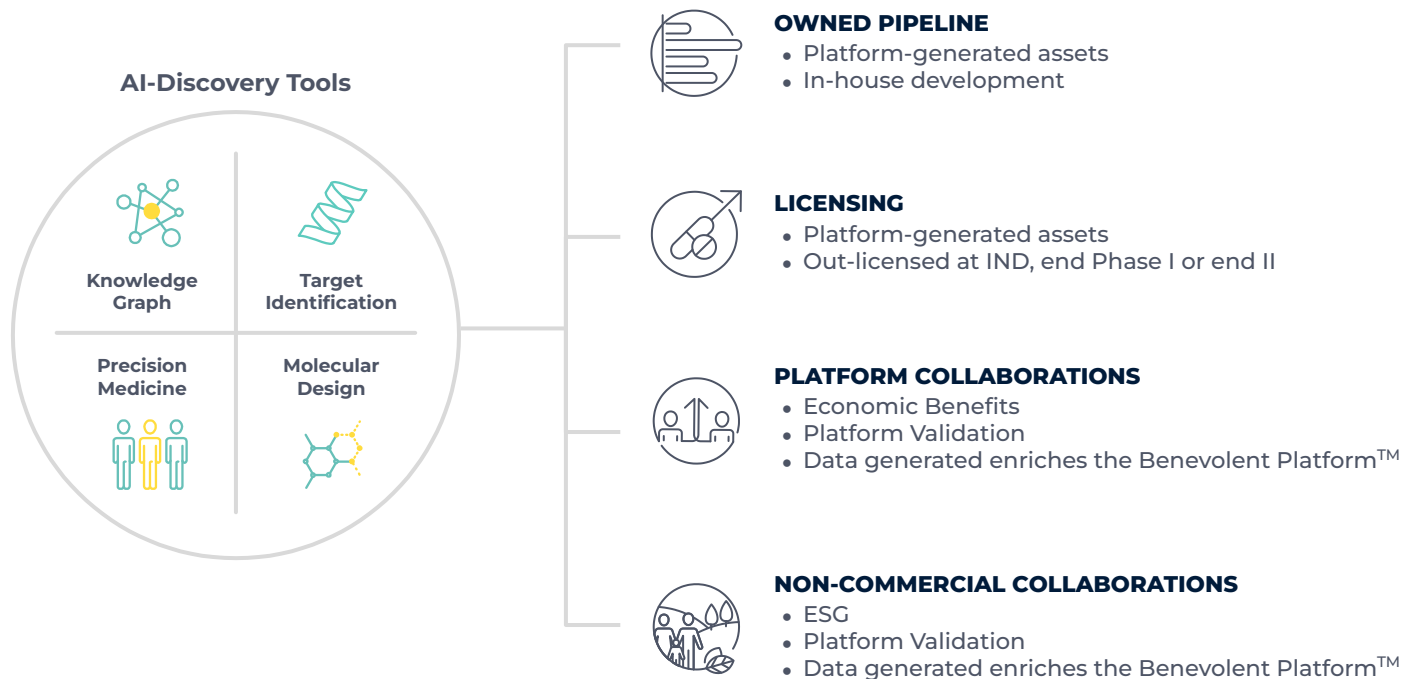 AI-Discovery Tools
Knowledge
Graph
Target
Identification
Precision
Medicine
Molecular
Design
OWNED PIPELINE
• Platform-generated assets
• In-house development
LICENSING
• Platform-generated assets
• Out-licensed at IND, end Phase I or end II
PLATFORM COLLABORATIONS
• Economic Benefits
• Platform Validation
• Data generated enriches the Benevolent Platform™
NON-COMMERCIAL COLLABORATIONS
• ESG
• Platform Validation
• Data generated enriches the Benevolent Platform™